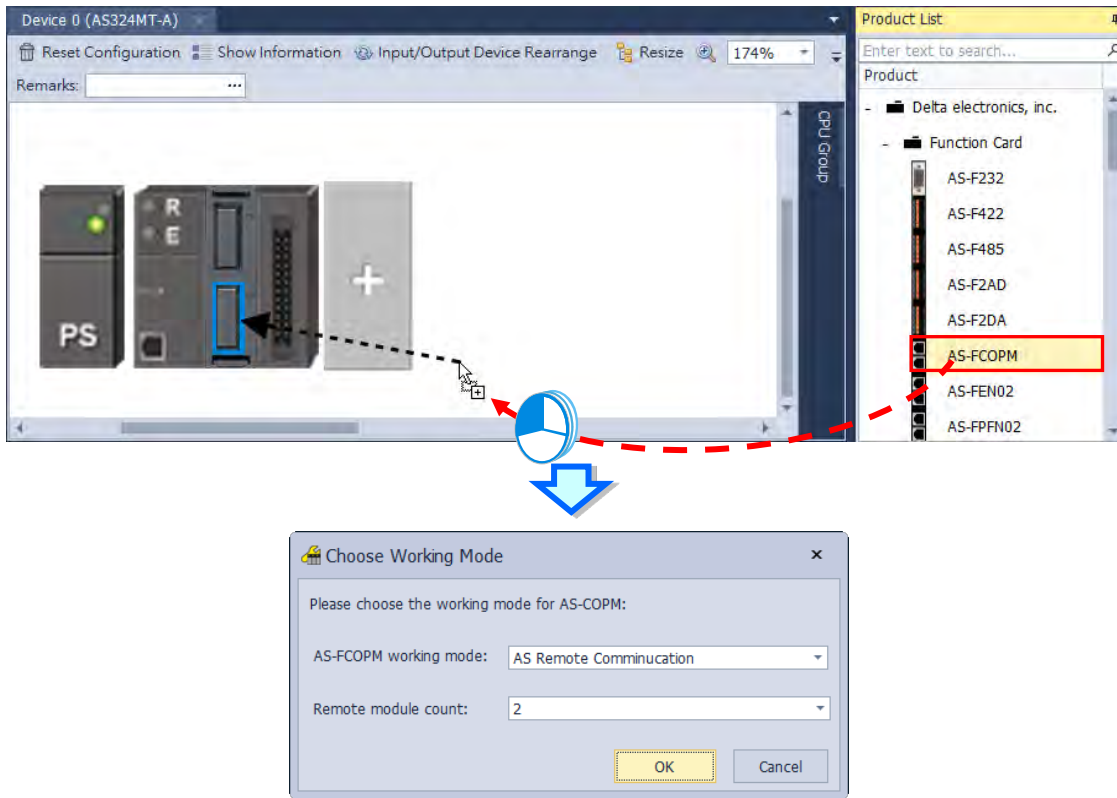 Device 0 (AS324MT-A)
Reset Configuration Show Information Input/Output Device Rearrange Resize 174%
Remarks: ...
CPU Group
R
E
PS
+
Product List
Enter text to search...
Product
- Delta electronics, inc.
- Function Card
AS-F232
AS-F422
AS-F485
AS-F2AD
AS-F2DA
AS-FCOPM
AS-FEN02
AS-FPFN02
Choose Working Mode
Please choose the working mode for AS-COPM:
AS-FCOPM working mode: AS Remote Comminucation
Remote module count: 2
OK Cancel